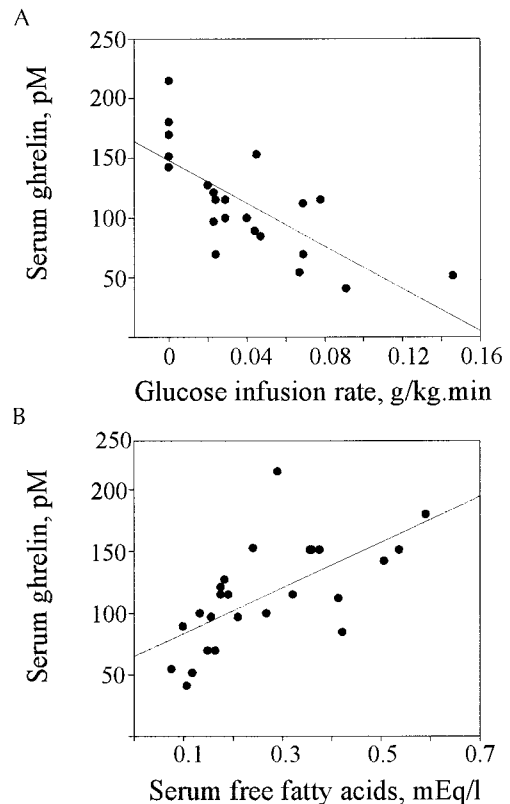 A
250
200
150
100
50
Serum ghrelin, pM
0 0.04 0.08 0.12 0.16
Glucose infusion rate, g/kg.min
B
250
200
150
100
50
Serum ghrelin, pM
0.1 0.3 0.5 0.7
Serum free fatty acids, mEq/l